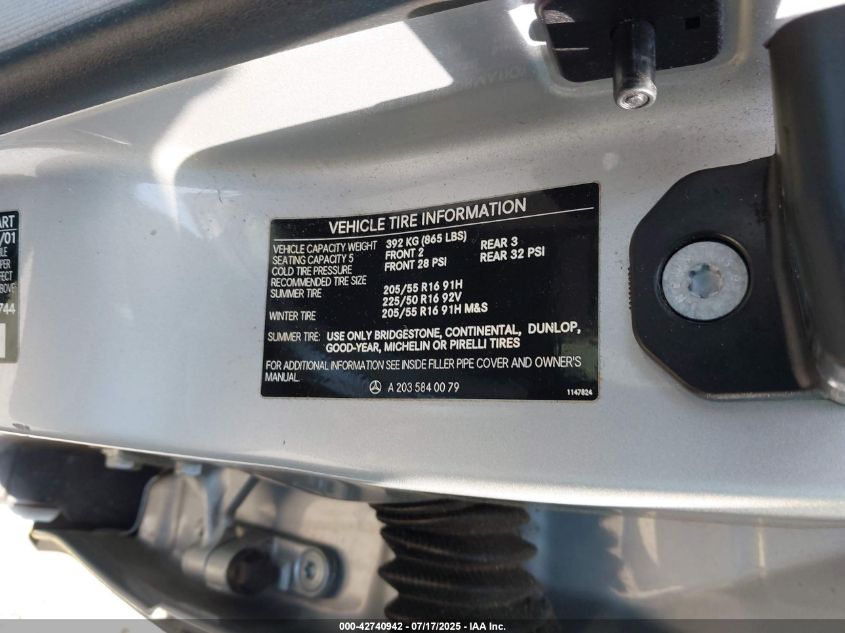 VEHICLE TIRE INFORMATION
VEHICLE CAPACITY WEIGHT 392 KG (865 LBS)
SEATING CAPACITY 5 FRONT 2 REAR 3
COLD TIRE PRESSURE FRONT 28 PSI REAR 32 PSI
RECOMMENDED TIRE SIZE
SUMMER TIRE 205/55 R16 91H
225/50 R16 92V
WINTER TIRE 205/55 R16 91H M&S
SUMMER TIRE: USE ONLY BRIDGESTONE, CONTINENTAL, DUNLOP,
GOOD-YEAR, MICHELIN OR PIRELLI TIRES
FOR ADDITIONAL INFORMATION SEE INSIDE FILLER PIPE COVER AND OWNER'S
MANUAL.
A 203 584 00 79
1147824
ART
/01
ABOVE
744
000-42740942 - 07/17/2025 - IAA Inc.